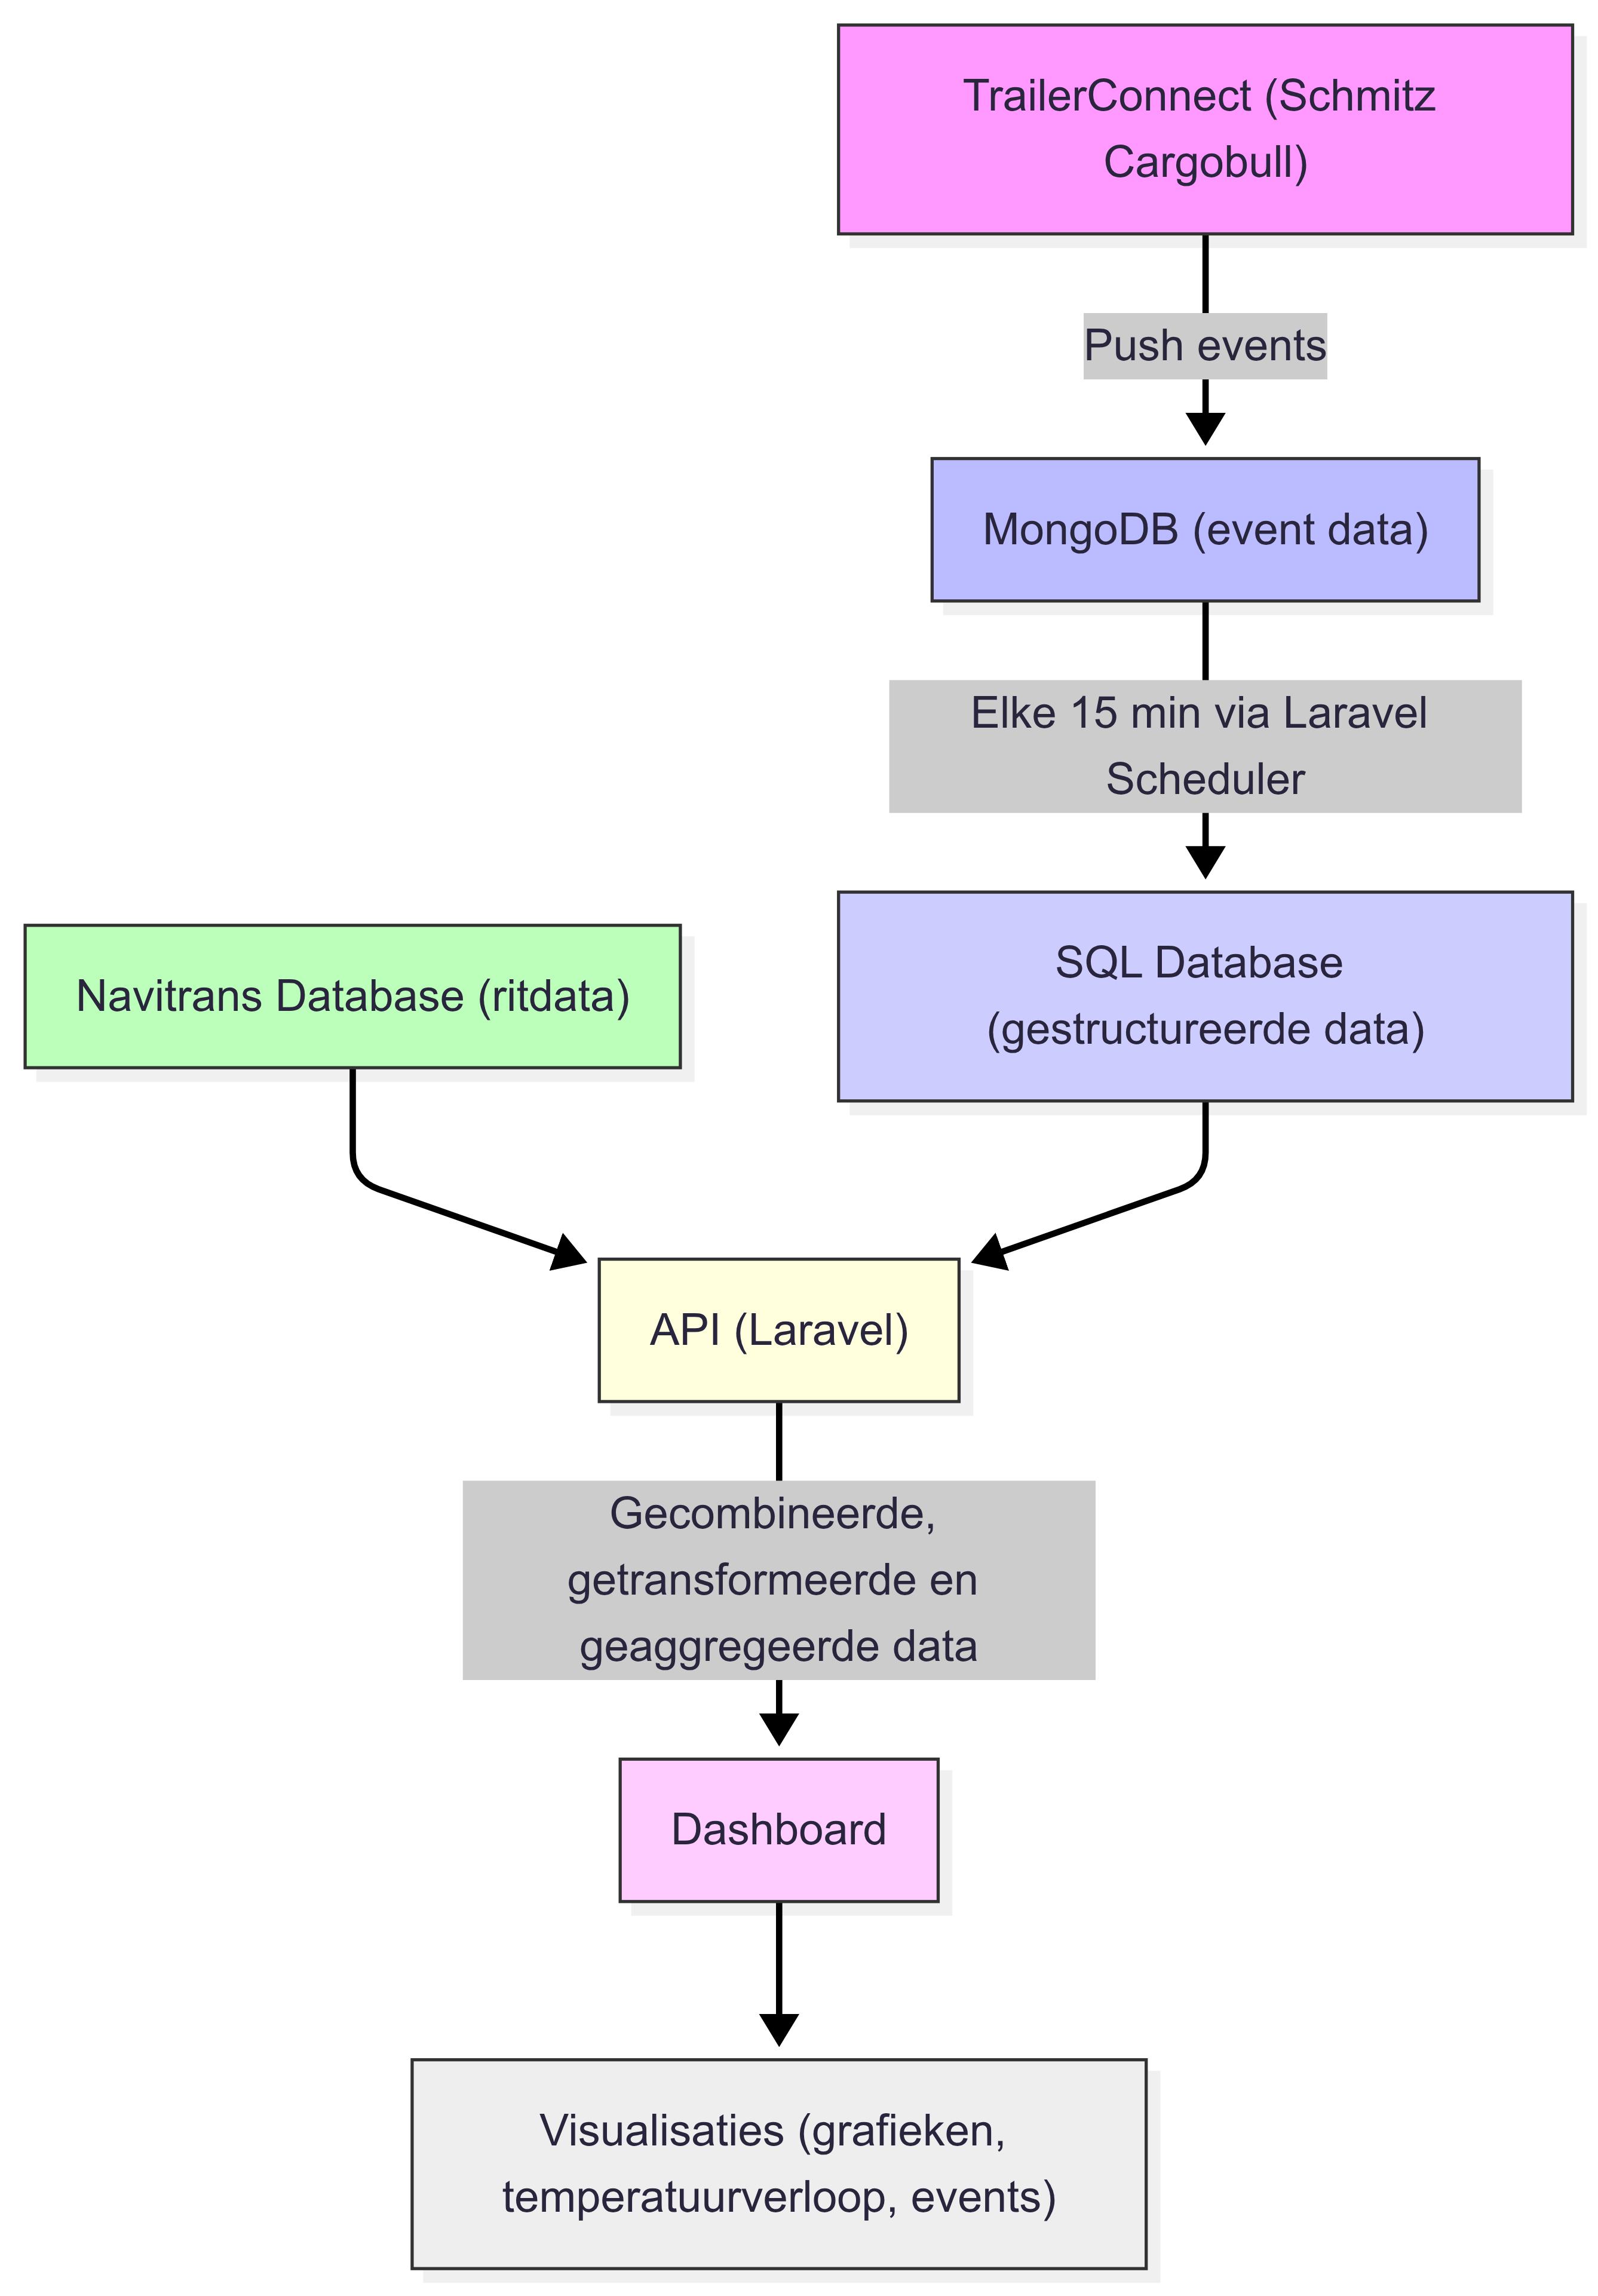 TrailerConnect (Schmitz
Cargobull)
Push events
MongoDB (event data)
Elke 15 min via Laravel
Scheduler
Navitrans Database (ritdata)
SQL Database
(gestructureerde data)
API (Laravel)
Gecombineerde,
getransformeerde en
geaggregeerde data
Dashboard
Visualisaties (grafieken,
temperatuurverloop, events)